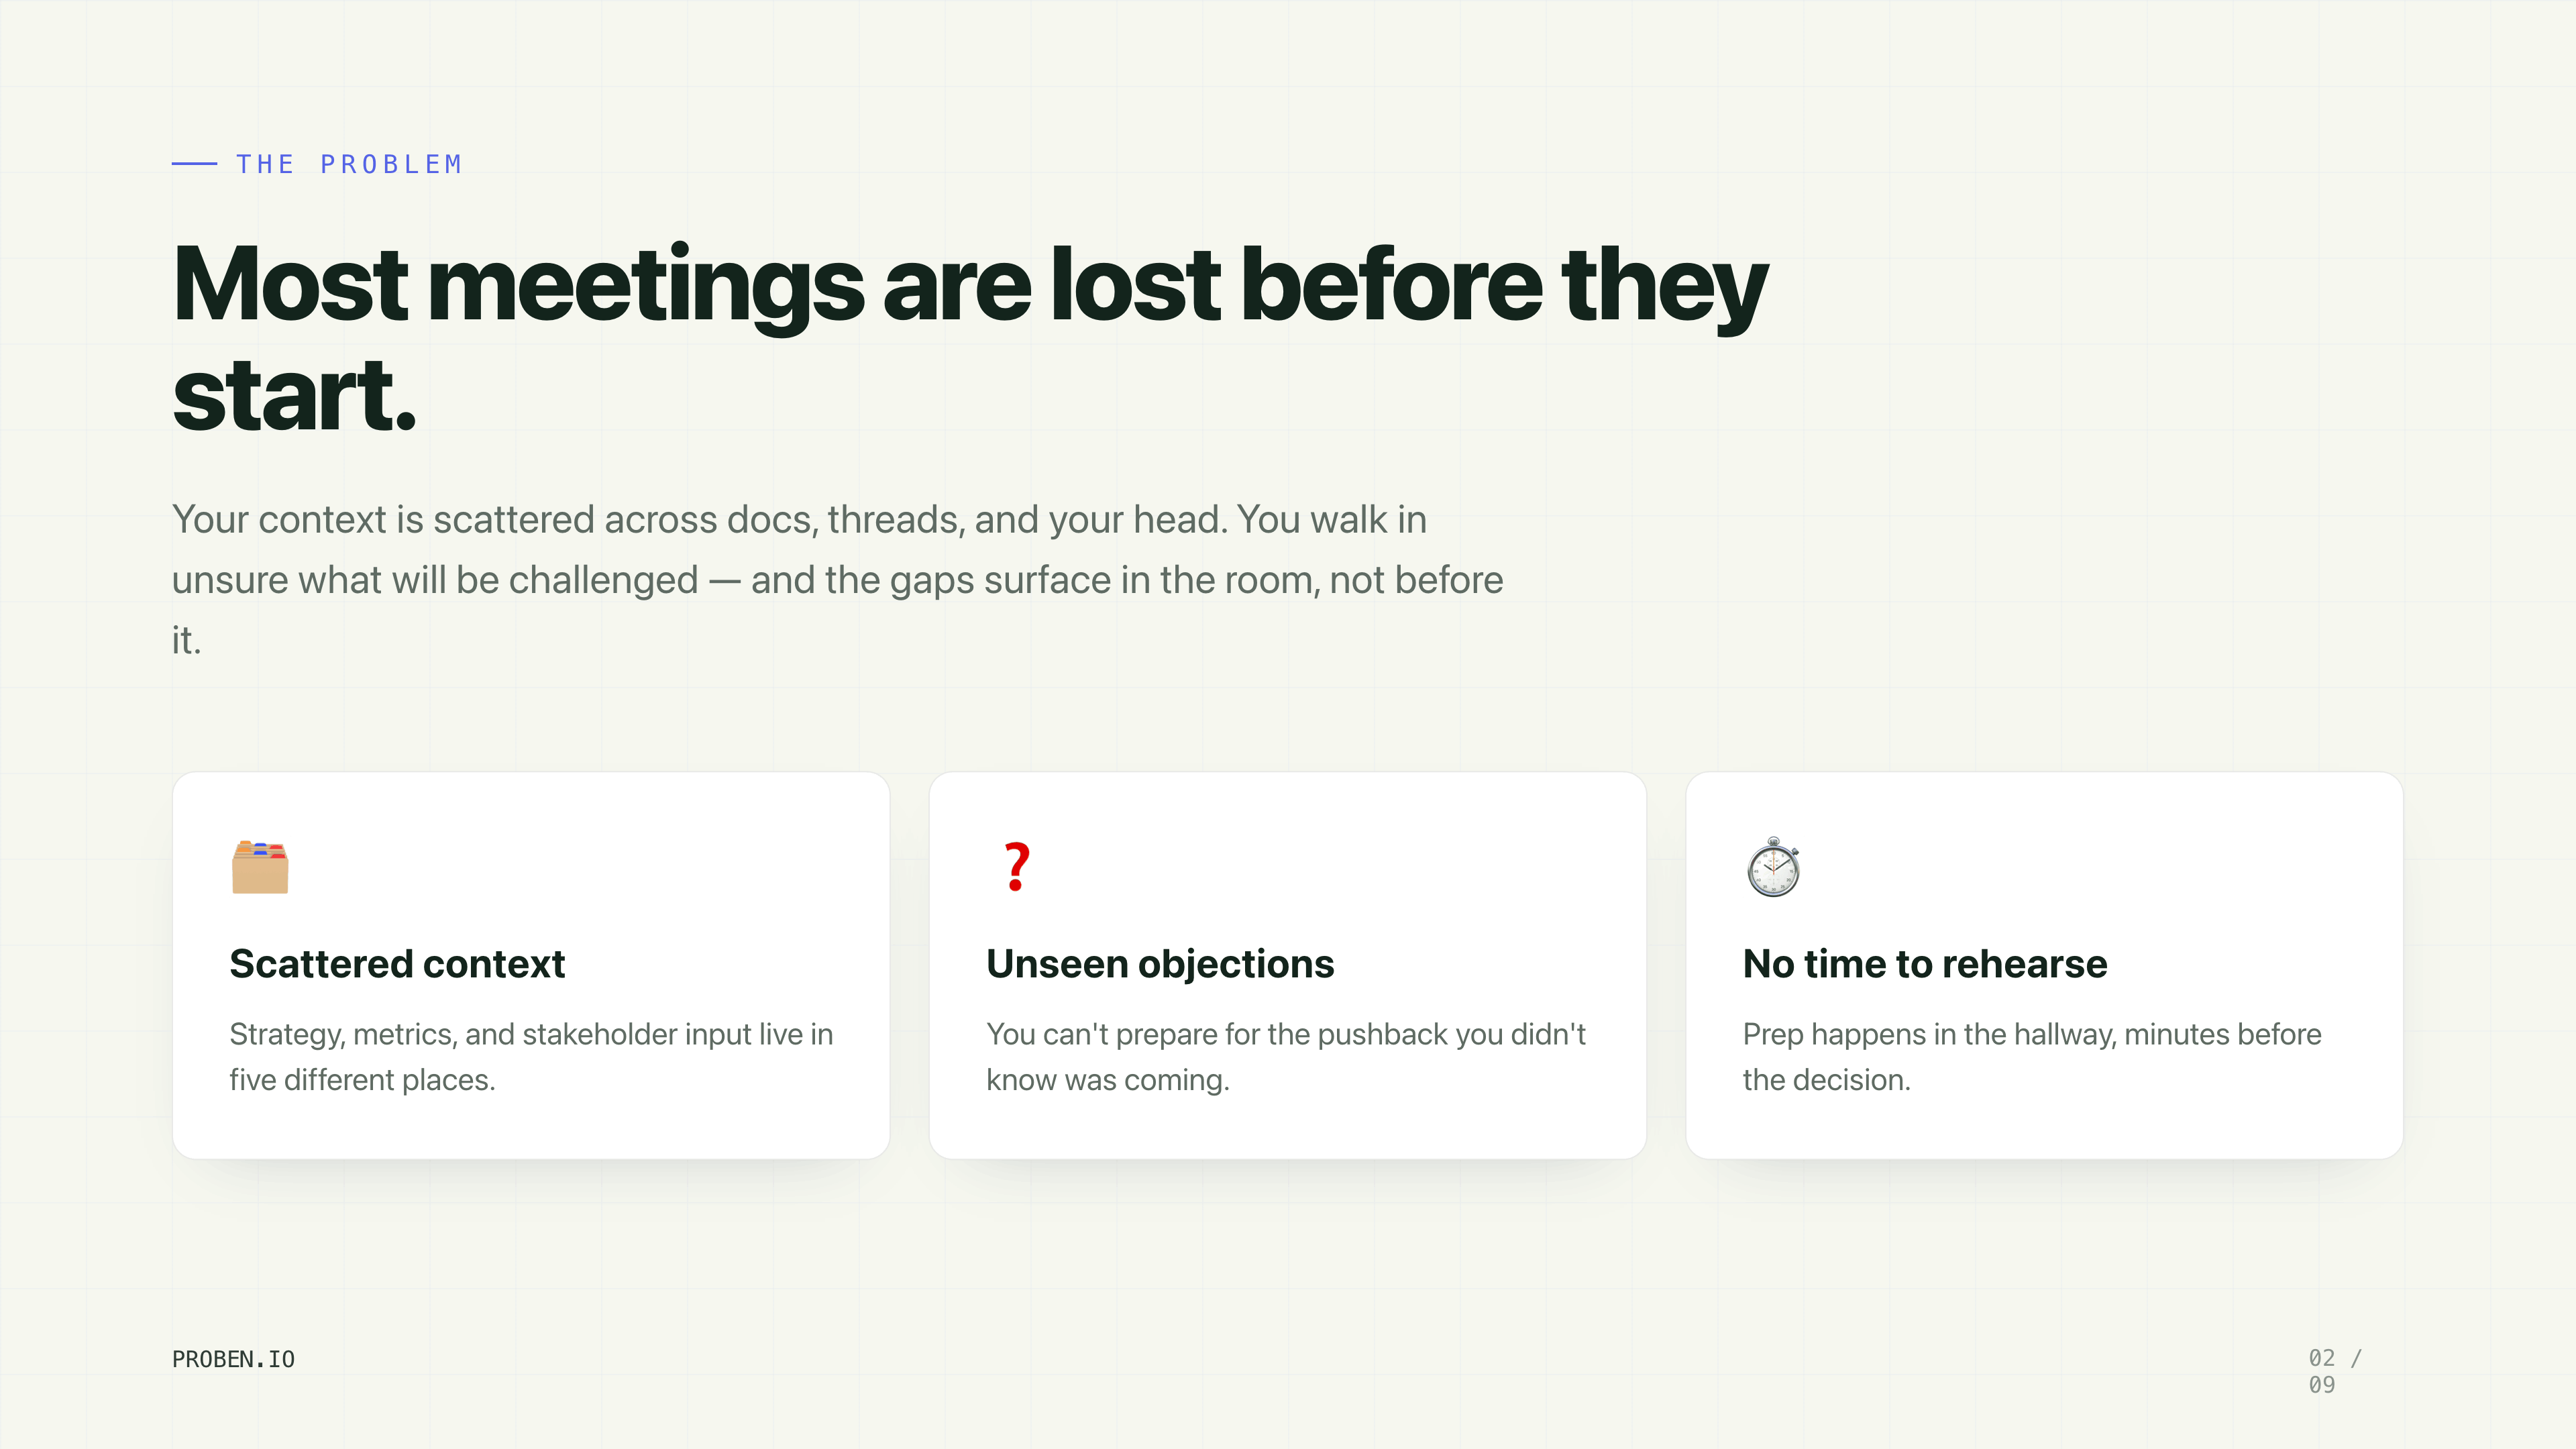 THE PROBLEM
Most meetings are lost before they
start.
Your context is scattered across docs, threads, and your head. You walk in
unsure what will be challenged — and the gaps surface in the room, not before
it.
?
Scattered context
Strategy, metrics, and stakeholder input live in
five different places.
Unseen objections
You can't prepare for the pushback you didn't
know was coming.
No time to rehearse
Prep happens in the hallway, minutes before
the decision.
PROBEN.IO
02 /
09